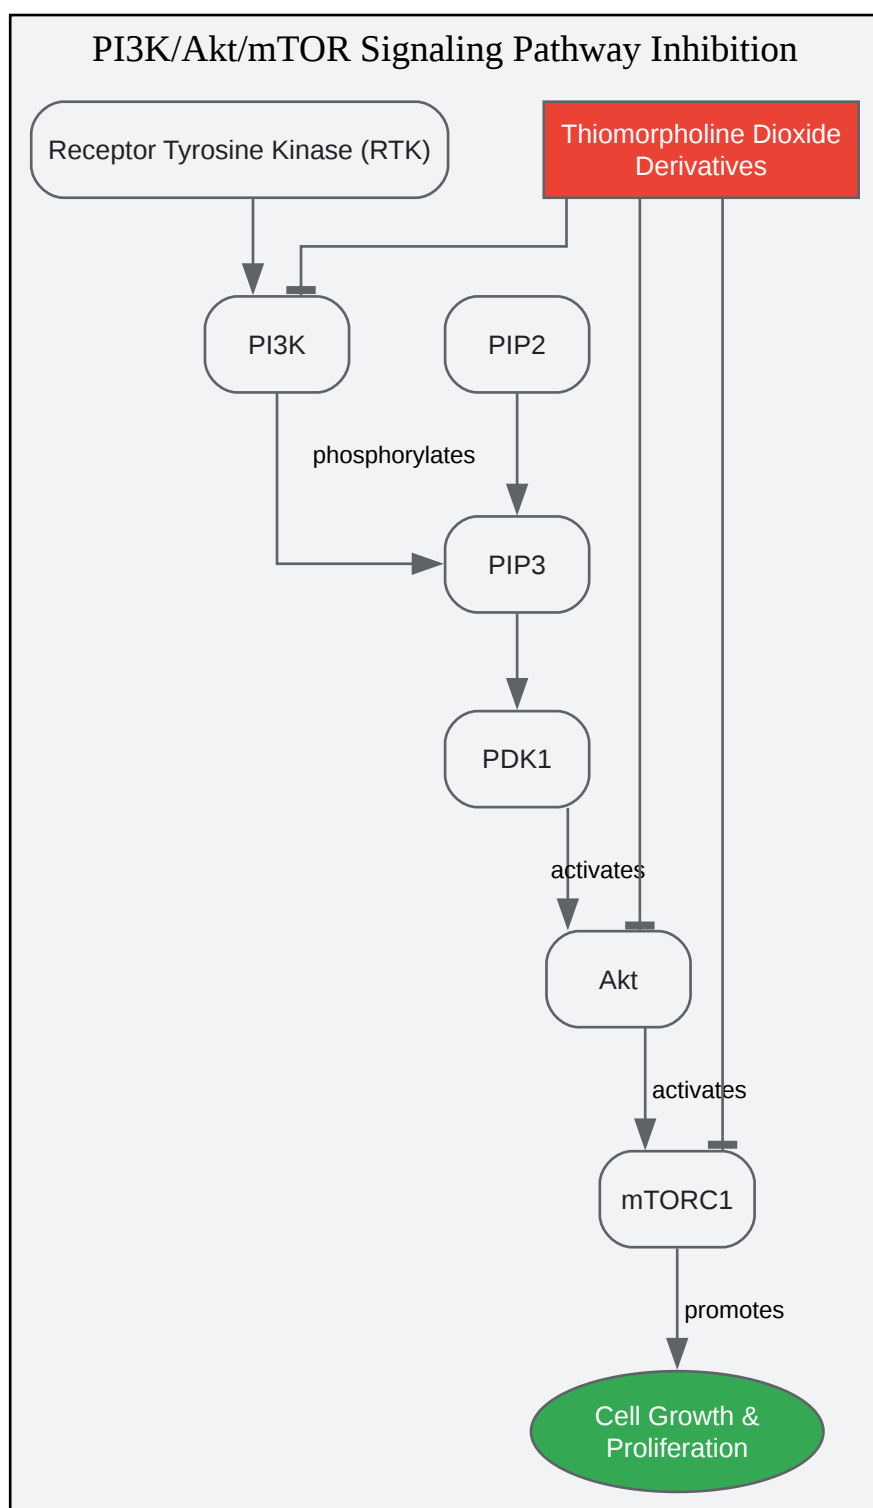 PI3K/Akt/mTOR Signaling Pathway Inhibition
Receptor Tyrosine Kinase (RTK)
Thiomorpholine Dioxide
Derivatives
PI3K
PIP2
phosphorylates
PIP3
PDK1
activates
Akt
activates
mTORC1
promotes
Cell Growth &
Proliferation